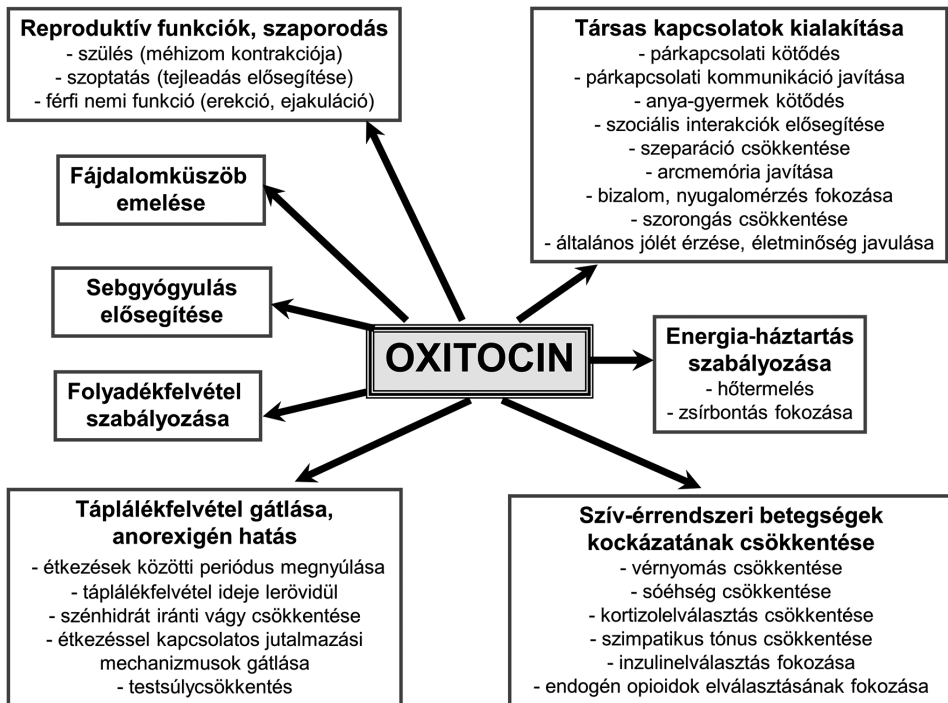 Reproduktív funkciók, szaporodás
- szülés (méhizom kontrakciója)
- szoptatás (tejleadás elősegítése)
- férfi nemi funkció (erekció, ejakuláció)
Társas kapcsolatok kialakítása
- párkapcsolati kötődés
- párkapcsolati kommunikáció javítása
- anya-gyermek kötődés
- szociális interakciók elősegítése
- szeparáció csökkentése
- arcmemória javítása
- bizalom, nyugalomérzés fokozása
- szorongás csökkentése
- általános jólét érzése, életminőség javulása
Fájdalomküszöb
emelése
Sebgyógyulás
elősegítése
OXITOCIN
Energia-háztartás
szabályozása
- hőtermelés
- zsírbontás fokozása
Folyadékfelvétel
szabályozása
Táplálékfelvétel gátlása,
anorexigén hatás
- étkezések közötti periódus megnyúlása
- táplálékfelvétel ideje lerövidül
- szénhidrát iránti vágy csökkentése
- étkezéssel kapcsolatos jutalmazási
mechanizmusok gátlása
- testsúlycsökkentés
Szív-érrendszeri betegségek
kockázatának csökkentése
- vérnyomás csökkentése
- sóéhség csökkentése
- kortizolelválasztás csökkentése
- szimpatikus tónus csökkentése
- inzulinelválasztás fokozása
- endogén opioidok elválasztásának fokozása